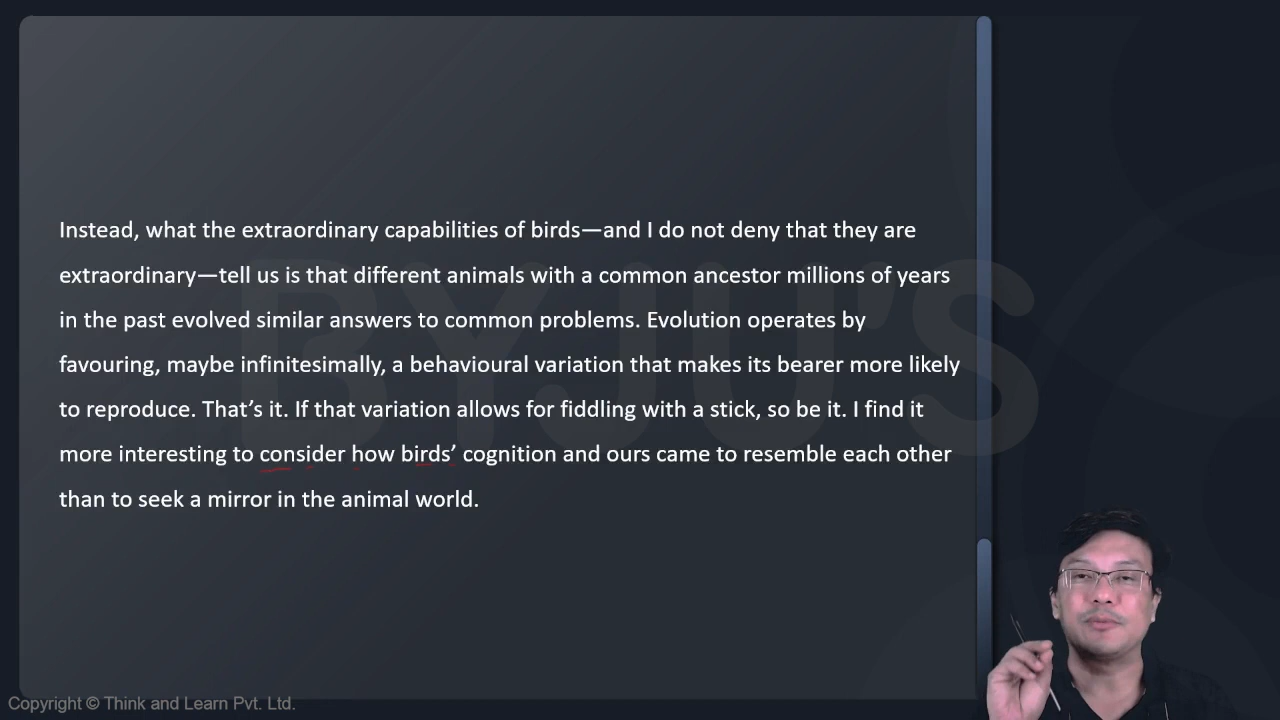 Instead, what the extraordinary capabilities of birds—and I do not deny that they are
extraordinary—tell us is that different animals with a common ancestor millions of years
in the past evolved similar answers to common problems. Evolution operates by
favouring, maybe infinitesimally, a behavioural variation that makes its bearer more likely
to reproduce. That’s it. If that variation allows for fiddling with a stick, so be it. I find it
more interesting to consider how birds’ cognition and ours came to resemble each other
than to seek a mirror in the animal world.
BYJU'S
Copyright © Think and Learn Pvt. Ltd.